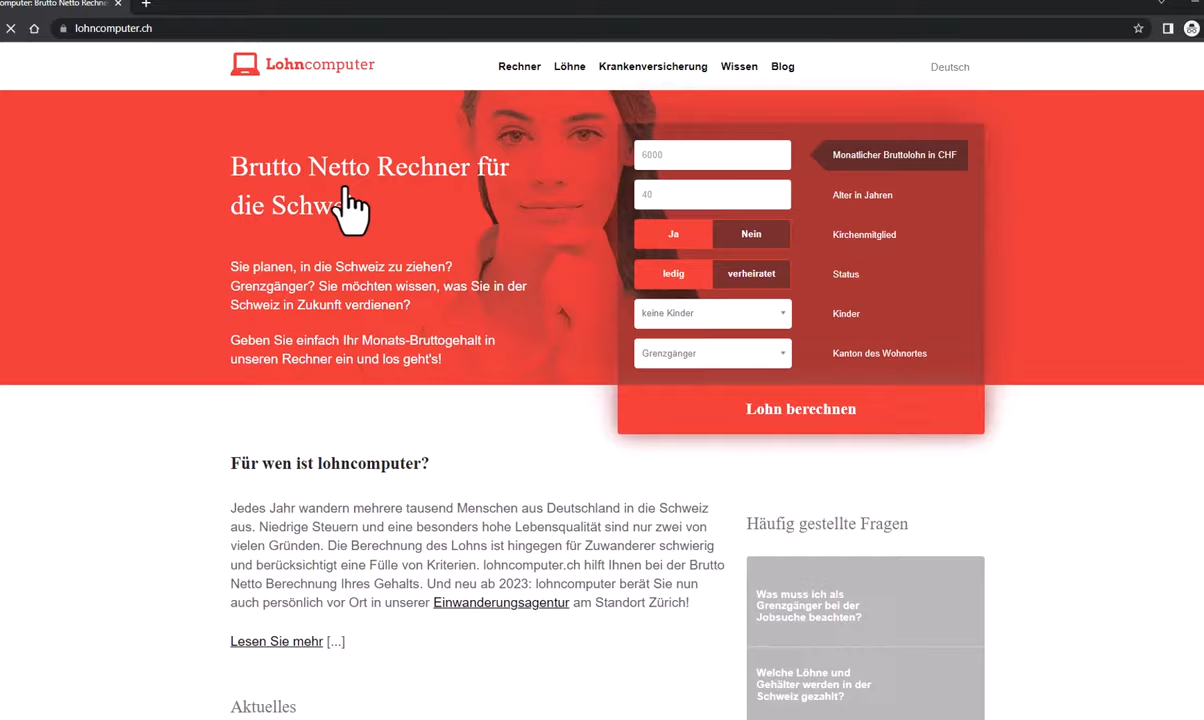 omputer: Brutto Netto Rechne
lohncomputer.ch
Lohncomputer
Rechner Löhne Krankenversicherung Wissen Blog
Deutsch
Brutto Netto Rechner für
die Schw
Sie planen, in die Schweiz zu ziehen?
Grenzgänger? Sie möchten wissen, was Sie in der
Schweiz in Zukunft verdienen?
Geben Sie einfach Ihr Monats-Bruttogehalt in
unseren Rechner ein und los geht's!
6000 Monatlicher Bruttolohn in CHF
40 Alter in Jahren
Ja Nein Kirchenmitglied
ledig verheiratet Status
keine Kinder Kinder
Grenzgänger Kanton des Wohnortes
Lohn berechnen
Für wen ist lohncomputer?
Jedes Jahr wandern mehrere tausend Menschen aus Deutschland in die Schweiz
aus. Niedrige Steuern und eine besonders hohe Lebensqualität sind nur zwei von
vielen Gründen. Die Berechnung des Lohns ist hingegen für Zuwanderer schwierig
und berücksichtigt eine Fülle von Kriterien. lohncomputer.ch hilft Ihnen bei der Brutto
Netto Berechnung Ihres Gehalts. Und neu ab 2023: lohncomputer berät Sie nun
auch persönlich vor Ort in unserer Einwanderungsagentur am Standort Zürich!
Lesen Sie mehr [...]
Aktuelles
Häufig gestellte Fragen
Was muss ich als
Grenzgänger bei der
Jobsuche beachten?
Welche Löhne und
Gehälter werden in der
Schweiz gezahlt?